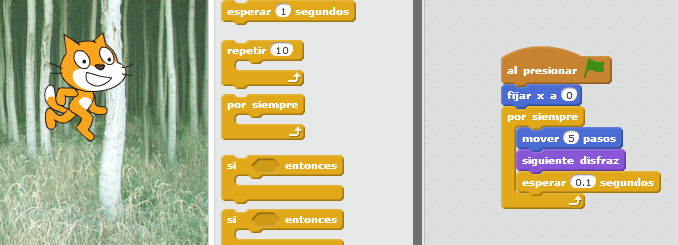 esperar 1 segundos
repetir 10
por siempre
si entonces
si entonces
al presionar
fijar x a 0
por siempre
mover 5 pasos
siguiente disfraz
esperar 0.1 segundos